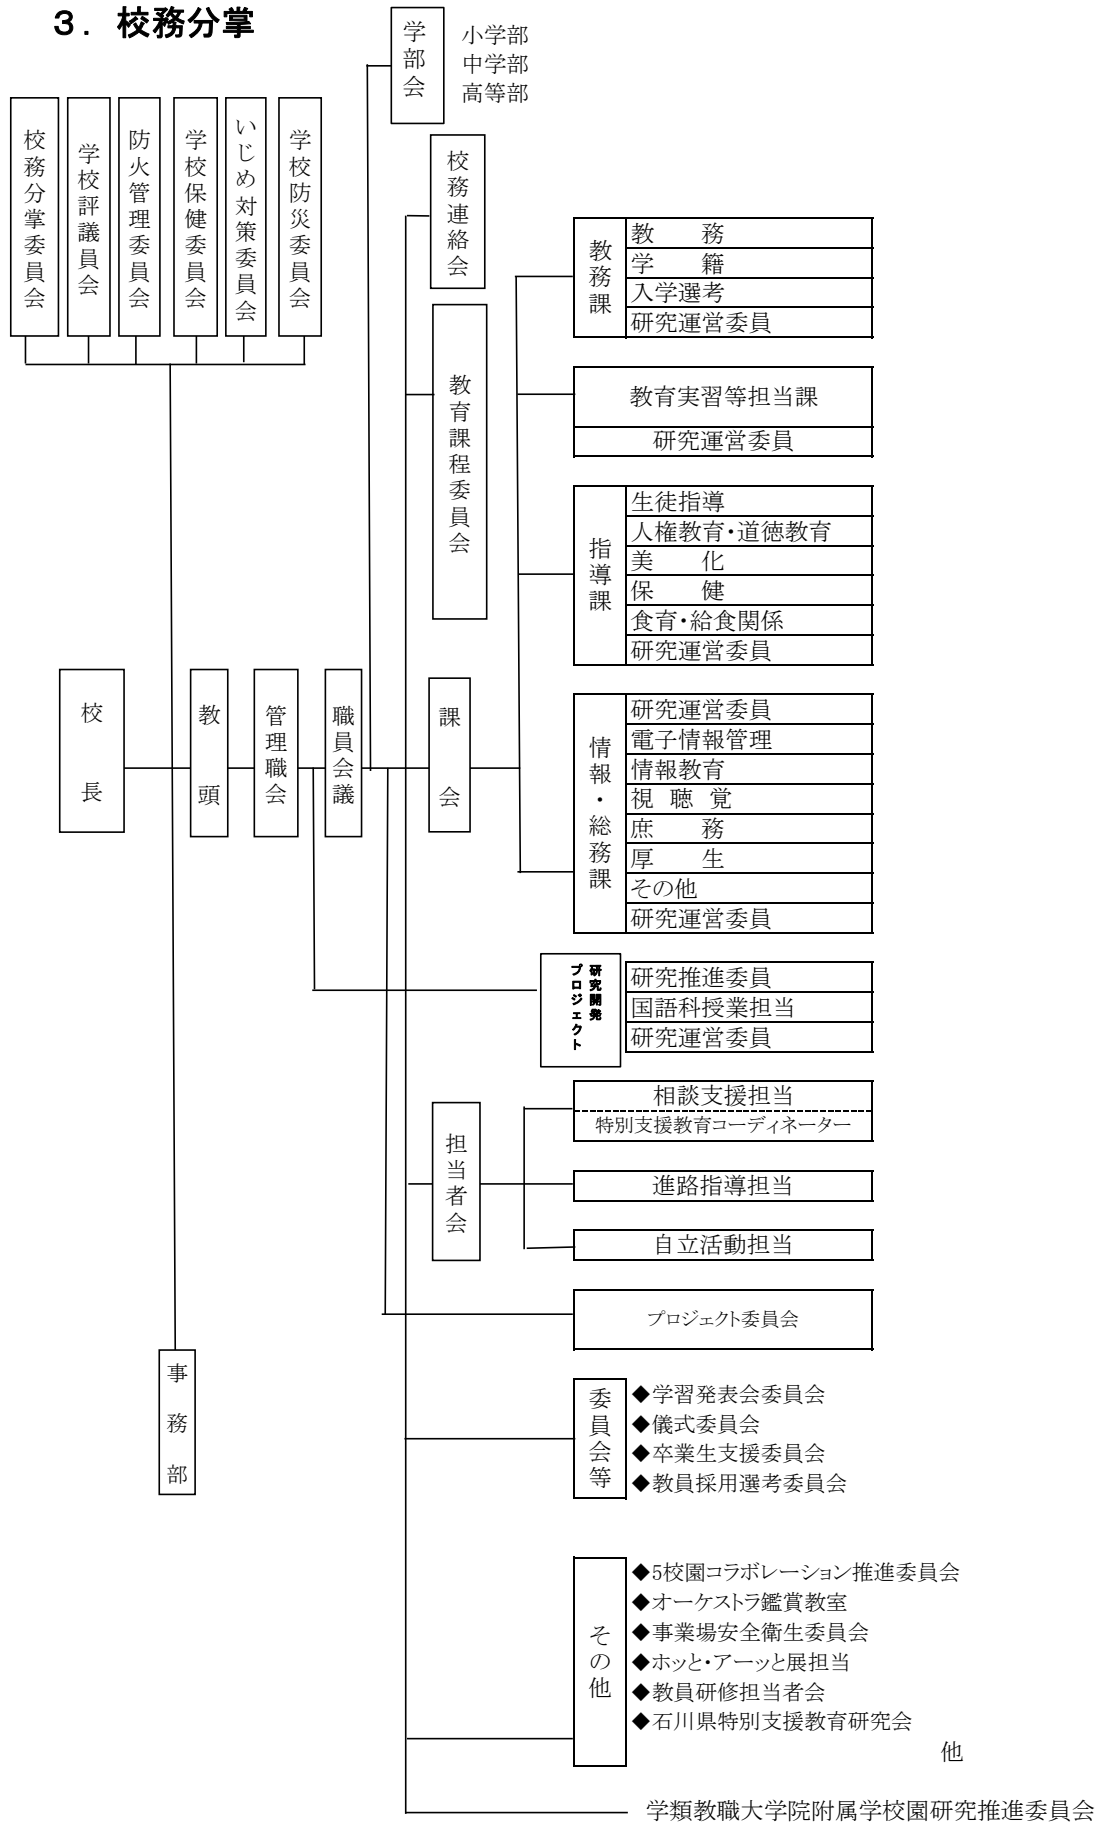 ３．校務分掌
学部会
小学部
中学部
高等部
校務分掌委員会
学校評議員会
防火管理委員会
学校保健委員会
いじめ対策委員会
学校防災委員会
校務連絡会
教育課程委員会
教務課
教　務
学　籍
入学選考
研究運営委員
教育実習等担当課
研究運営委員
指導課
生徒指導
人権教育・道徳教育
美　化
保　健
食育・給食関係
研究運営委員
校長
教頭
管理職会
職員会議
課会
情報・総務課
研究運営委員
電子情報管理
情報教育
視 聴 覚
庶　務
厚　生
その他
研究運営委員
研究開発
プロジェクト
研究推進委員
国語科授業担当
研究運営委員
担当者会
相談支援担当
特別支援教育コーディネーター
進路指導担当
自立活動担当
プロジェクト委員会
事務部
委員会等
◆学習発表会委員会
◆儀式委員会
◆卒業生支援委員会
◆教員採用選考委員会
その他
◆5校園コラボレーション推進委員会
◆オーケストラ鑑賞教室
◆事業場安全衛生委員会
◆ホッと・アーッと展担当
◆教員研修担当者会
◆石川県特別支援教育研究会
他
学類教職大学院附属学校園研究推進委員会